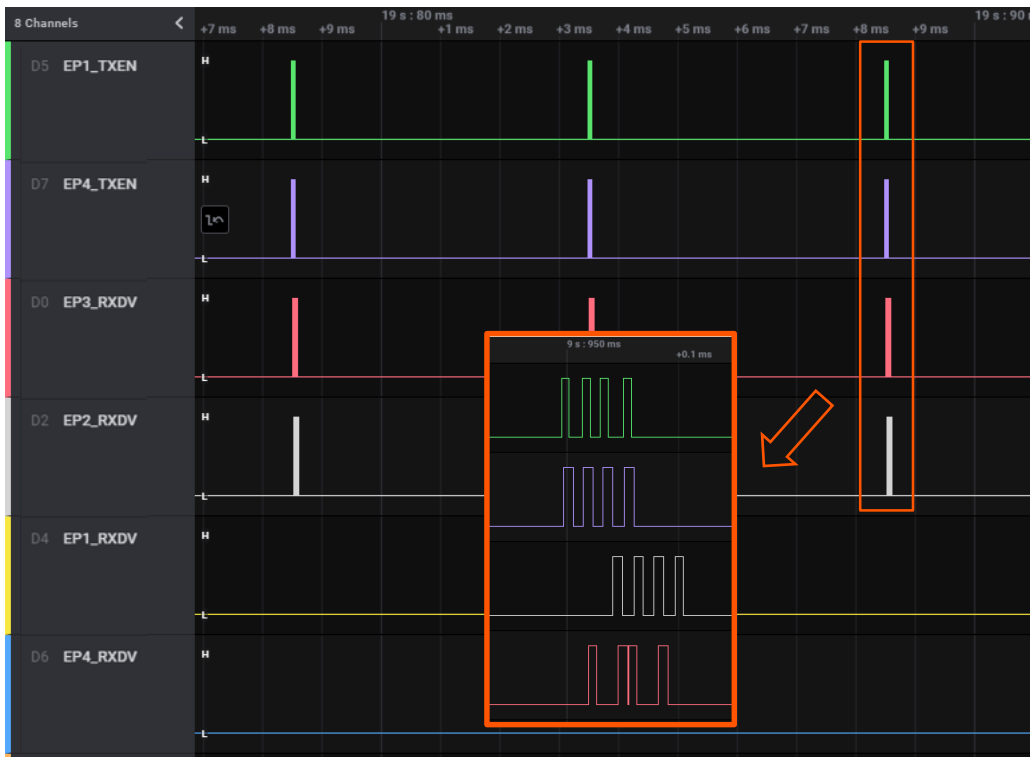 8 Channels
19 s : 80 ms
19 s : 90
+7 ms +8 ms +9 ms +1 ms +2 ms +3 ms +4 ms +5 ms +6 ms +7 ms +8 ms +9 ms
D5 EP1_TXEN
H
L
D7 EP4_TXEN
H
L
D0 EP3_RXDV
H
L
9 s : 950 ms
+0.1 ms
D2 EP2_RXDV
H
L
D4 EP1_RXDV
H
L
D6 EP4_RXDV
H
L